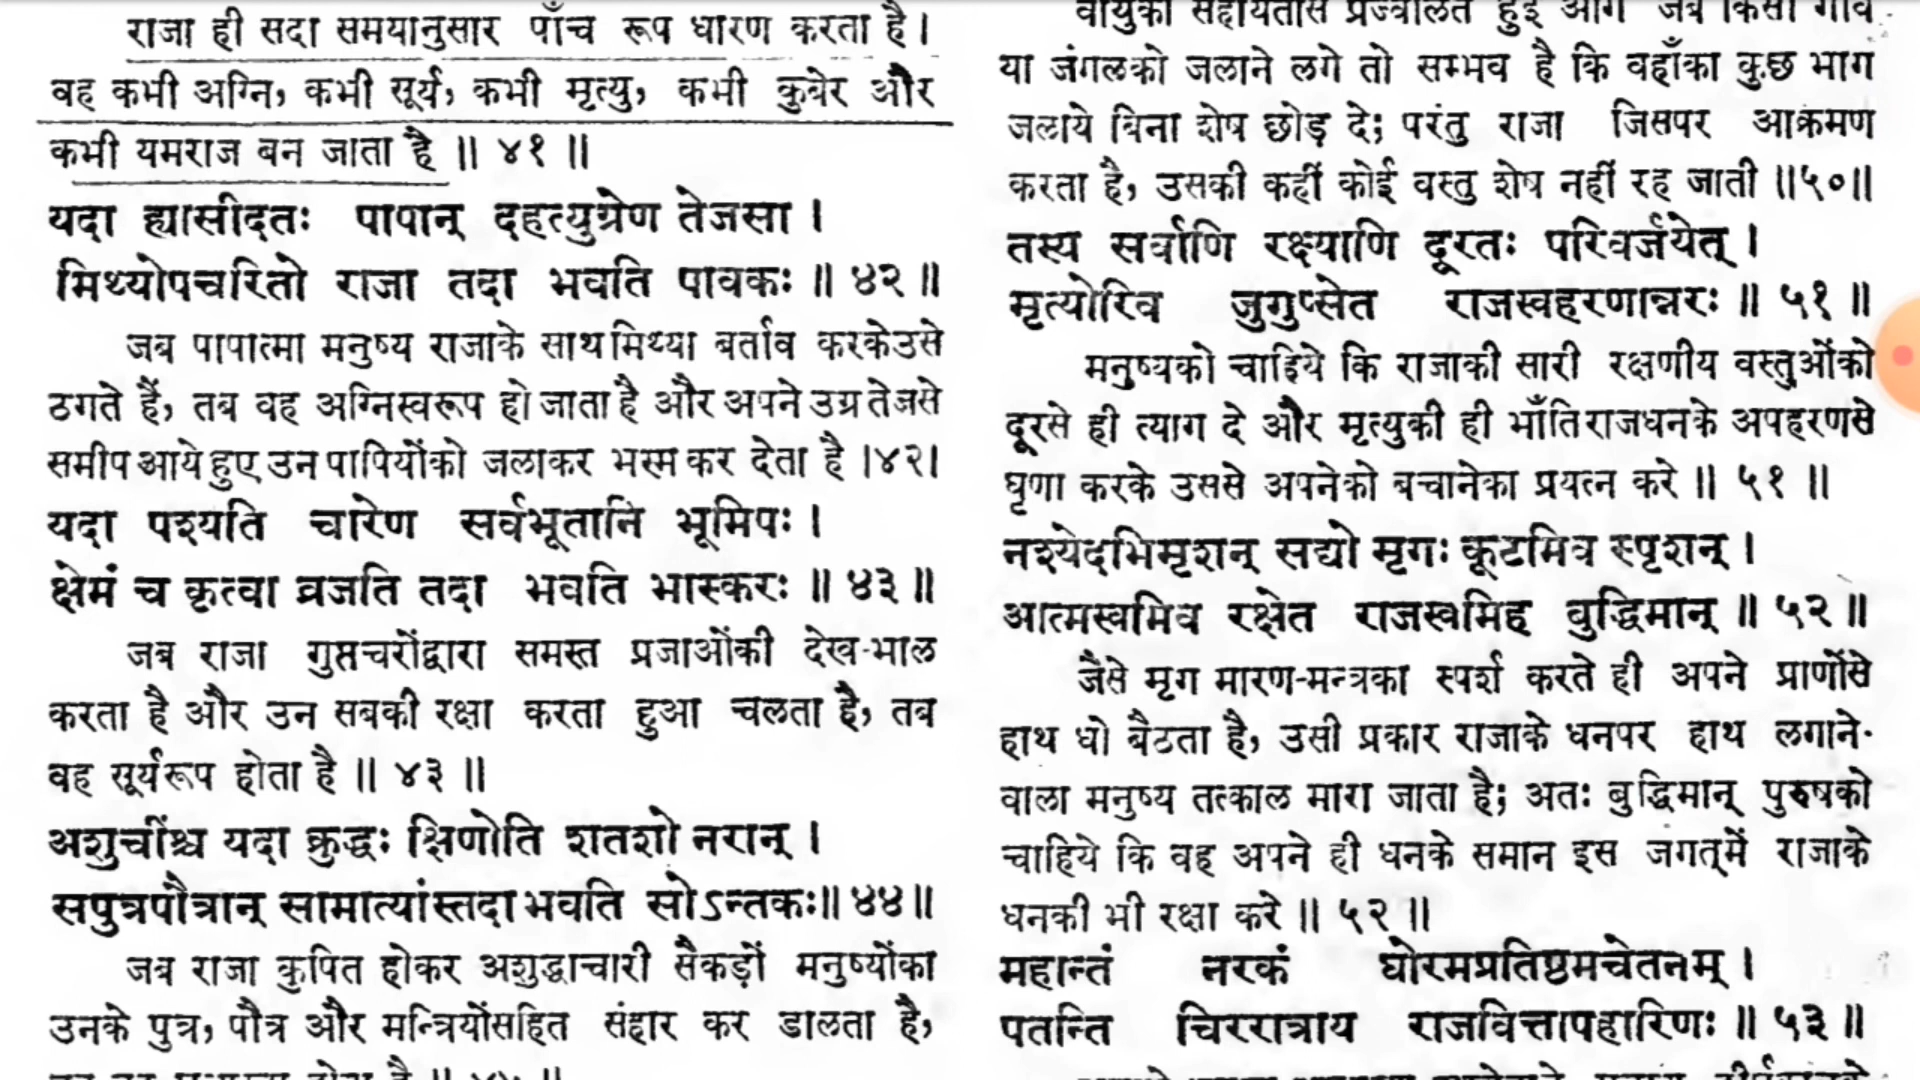 राजा ही सदा समयानुसार पाँच रूप धारण करता है।
वह कभी अग्नि, कभी सूर्य, कभी मृत्यु, कभी कुबेर और
कभी यमराज बन जाता है ॥ ४१ ॥
यदा ह्यासीदतः पापान् दहत्युग्रेण तेजसा ।
मिथ्योपचरितो राजा तदा भवति पावकः ॥ ४२ ॥
जब पापात्मा मनुष्य राजाके साथ मिथ्या बर्ताव करके उसे
ठगते हैं, तब वह अग्निस्वरूप हो जाता है और अपने उग्र तेजसे
समीप आये हुए उन पापियोंको जलाकर भस्म कर देता है ।४२।
यदा पश्यति चारेण सर्वभूतानि भूमिपः ।
क्षेमं च कृत्वा व्रजति तदा भवति भास्करः ॥ ४३ ॥
जब राजा गुप्तचरोंद्वारा समस्त प्रजाओंकी देख-भाल
करता है और उन सबकी रक्षा करता हुआ चलता है, तब
वह सूर्यरूप होता है ॥ ४३ ॥
अशुचींश्च यदा क्रुद्धः क्षिणोति शतशो नरान् ।
सपुत्रपौत्रान् सामात्यांस्तदा भवति सोऽन्तकः॥ ४४॥
जब राजा कुपित होकर अशुद्धाचारी सैकड़ों मनुष्योंका
उनके पुत्र, पौत्र और मन्त्रियोंसहित संहार कर डालता है,
वायुकी सहायतासे प्रज्वलित हुई आग जब किसी गाँव
या जंगलको जलाने लगे तो सम्भव है कि वहाँका कुछ भाग
जलाये बिना शेष छोड़ दे; परंतु राजा जिसपर आक्रमण
करता है, उसकी कहीं कोई वस्तु शेष नहीं रह जाती ॥५०॥
तस्य सर्वाणि रक्ष्याणि दूरतः परिवर्जयेत् ।
मृत्योरिव जुगुप्सेत राजस्वहरणान्नरः ॥ ५१ ॥
मनुष्यको चाहिये कि राजाकी सारी रक्षणीय वस्तुओंको
दूरसे ही त्याग दे और मृत्युकी ही भाँति राजधनके अपहरणसे
घृणा करके उससे अपनेको बचानेका प्रयत्न करे ॥ ५१ ॥
नश्येदभिमृशन् सद्यो मृगः कूटमिव स्पृशन् ।
आत्मस्वमिव रक्षेत राजस्वमिह बुद्धिमान् ॥ ५२ ॥
जैसे मृग मारण-मन्त्रका स्पर्श करते ही अपने प्राणोंसे
हाथ धो बैठता है, उसी प्रकार राजाके धनपर हाथ लगाने-
वाला मनुष्य तत्काल मारा जाता है; अतः बुद्धिमान् पुरुषको
चाहिये कि वह अपने ही धनके समान इस जगत्‌में राजाके
धनकी भी रक्षा करे ॥ ५२ ॥
महान्तं नरकं घोरमप्रतिष्ठमचेतनम् ।
पतन्ति चिररात्राय राजवित्तापहारिणः ॥ ५३ ॥